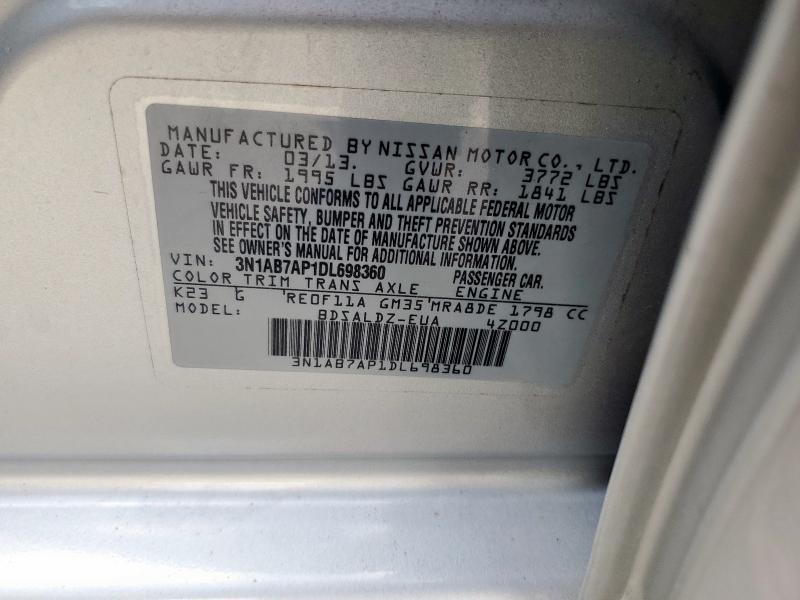 MANUFACTURED BY NISSAN MOTOR CO., LTD.
DATE: 03/13. GVWR: 3772 LBS
GAWR FR: 1995 LBS GAWR RR: 1841 LBS
THIS VEHICLE CONFORMS TO ALL APPLICABLE FEDERAL MOTOR
VEHICLE SAFETY, BUMPER AND THEFT PREVENTION STANDARDS
IN EFFECT ON THE DATE OF MANUFACTURE SHOWN ABOVE.
SEE OWNER'S MANUAL FOR ADDITIONAL INFORMATION.
VIN: 3N1AB7AP1DL698360 PASSENGER CAR.
COLOR TRIM TRANS AXLE ENGINE
K23 G RE0F11A GM35 MRA8DE 1798 CC
MODEL: BDSALDZ-EUA 4Z000
3N1AB7AP1DL698360